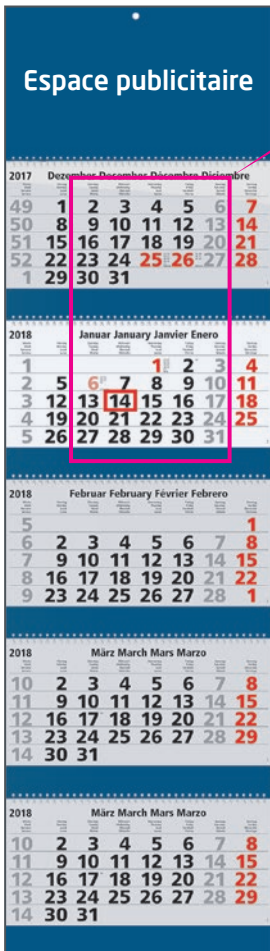 Espace publicitaire
2017 Dezember December Décembre Diciembre
49 1 2 3 4 5 6 7
50 8 9 10 11 12 13 14
51 15 16 17 18 19 20 21
52 22 23 24 25 26 27 28
1 29 30 31
2018 Januar January Janvier Enero
1 1 2 3 4
2 5 6 7 8 9 10 11
3 12 13 14 15 16 17 18
4 19 20 21 22 23 24 25
5 26 27 28 29 30 31
2018 Februar February Février Febrero
5 1
6 2 3 4 5 6 7 8
7 9 10 11 12 13 14 15
8 16 17 18 19 20 21 22
9 23 24 25 26 27 28 1
2018 März March Mars Marzo
10 2 3 4 5 6 7 8
11 9 10 11 12 13 14 15
12 16 17 18 19 20 21 22
13 23 24 25 26 27 28 29
14 30 31
2018 März March Mars Marzo
10 2 3 4 5 6 7 8
11 9 10 11 12 13 14 15
12 16 17 18 19 20 21 22
13 23 24 25 26 27 28 29
14 30 31